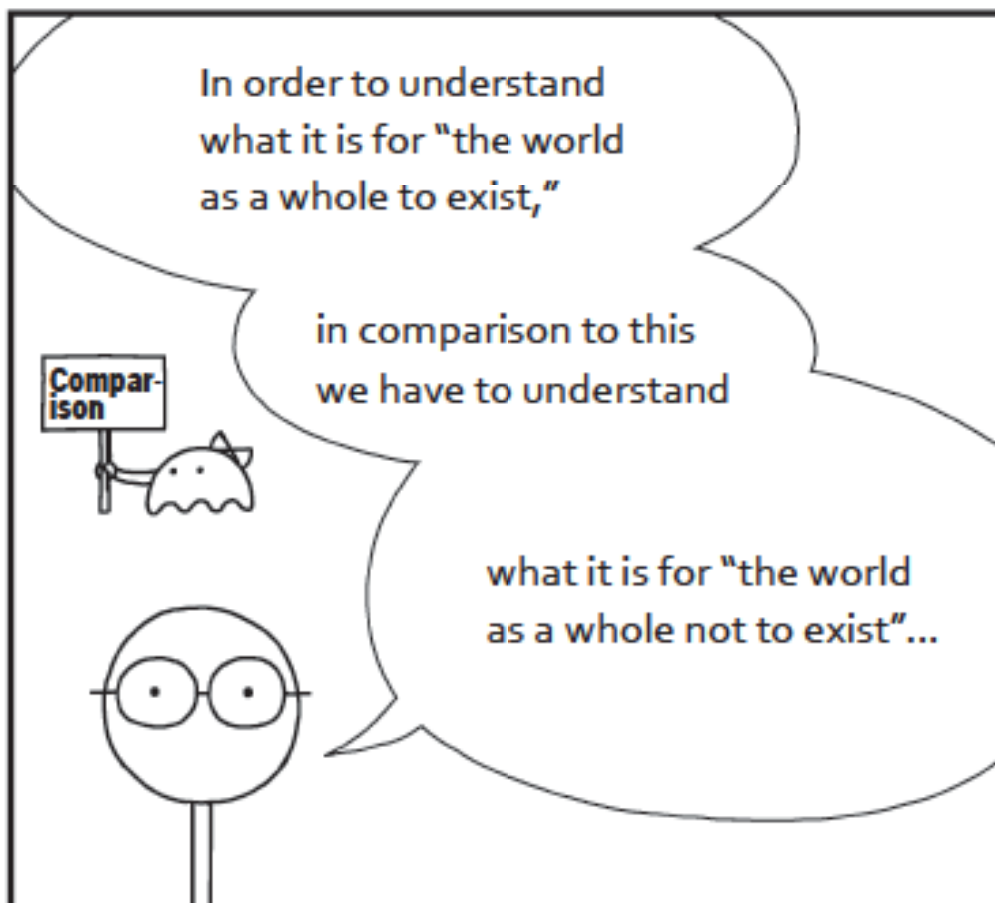 In order to understand
what it is for “the world
as a whole to exist,”
in comparison to this
we have to understand
Compar-
ison
what it is for “the world
as a whole not to exist”...